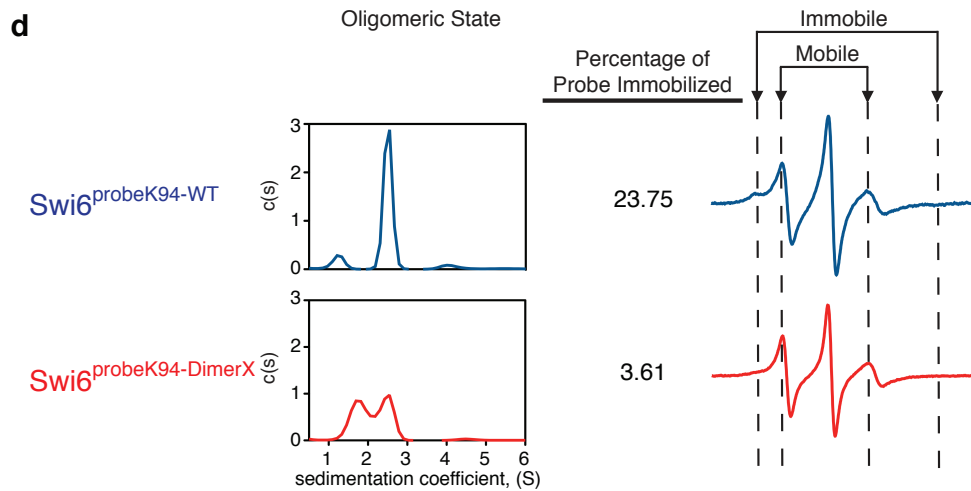 d
Oligomeric State
Percentage of
Probe Immobilized
Immobile
Mobile
Swi6probeK94-WT
c(s)
3
2
1
0
23.75
Swi6probeK94-DimerX
c(s)
3
2
1
0
1 2 3 4 5 6
sedimentation coefficient, (S)
3.61